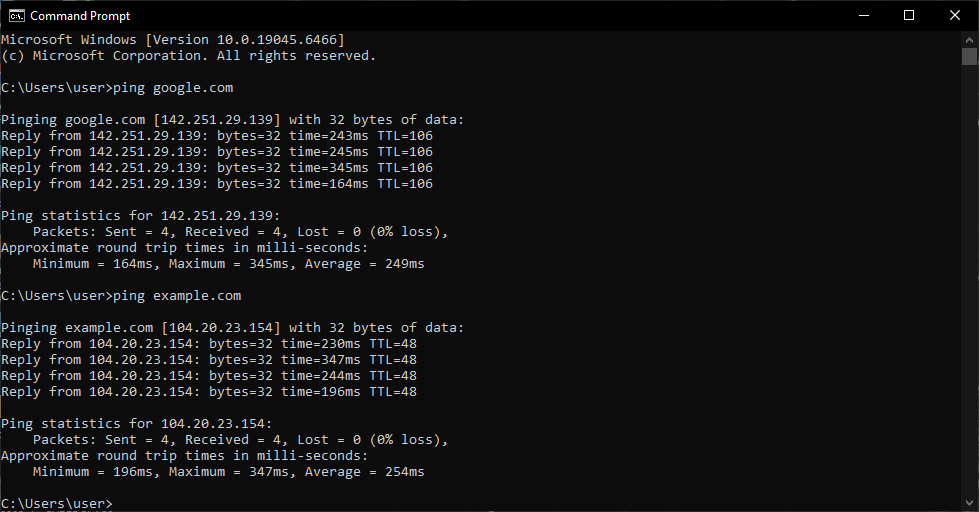 Command Prompt
Microsoft Windows [Version 10.0.19045.6466]
(c) Microsoft Corporation. All rights reserved.
C:\Users\user>ping google.com
Pinging google.com [142.251.29.139] with 32 bytes of data:
Reply from 142.251.29.139: bytes=32 time=243ms TTL=106
Reply from 142.251.29.139: bytes=32 time=245ms TTL=106
Reply from 142.251.29.139: bytes=32 time=345ms TTL=106
Reply from 142.251.29.139: bytes=32 time=164ms TTL=106
Ping statistics for 142.251.29.139:
    Packets: Sent = 4, Received = 4, Lost = 0 (0% loss),
Approximate round trip times in milli-seconds:
    Minimum = 164ms, Maximum = 345ms, Average = 249ms
C:\Users\user>ping example.com
Pinging example.com [104.20.23.154] with 32 bytes of data:
Reply from 104.20.23.154: bytes=32 time=230ms TTL=48
Reply from 104.20.23.154: bytes=32 time=347ms TTL=48
Reply from 104.20.23.154: bytes=32 time=244ms TTL=48
Reply from 104.20.23.154: bytes=32 time=196ms TTL=48
Ping statistics for 104.20.23.154:
    Packets: Sent = 4, Received = 4, Lost = 0 (0% loss),
Approximate round trip times in milli-seconds:
    Minimum = 196ms, Maximum = 347ms, Average = 254ms
C:\Users\user>